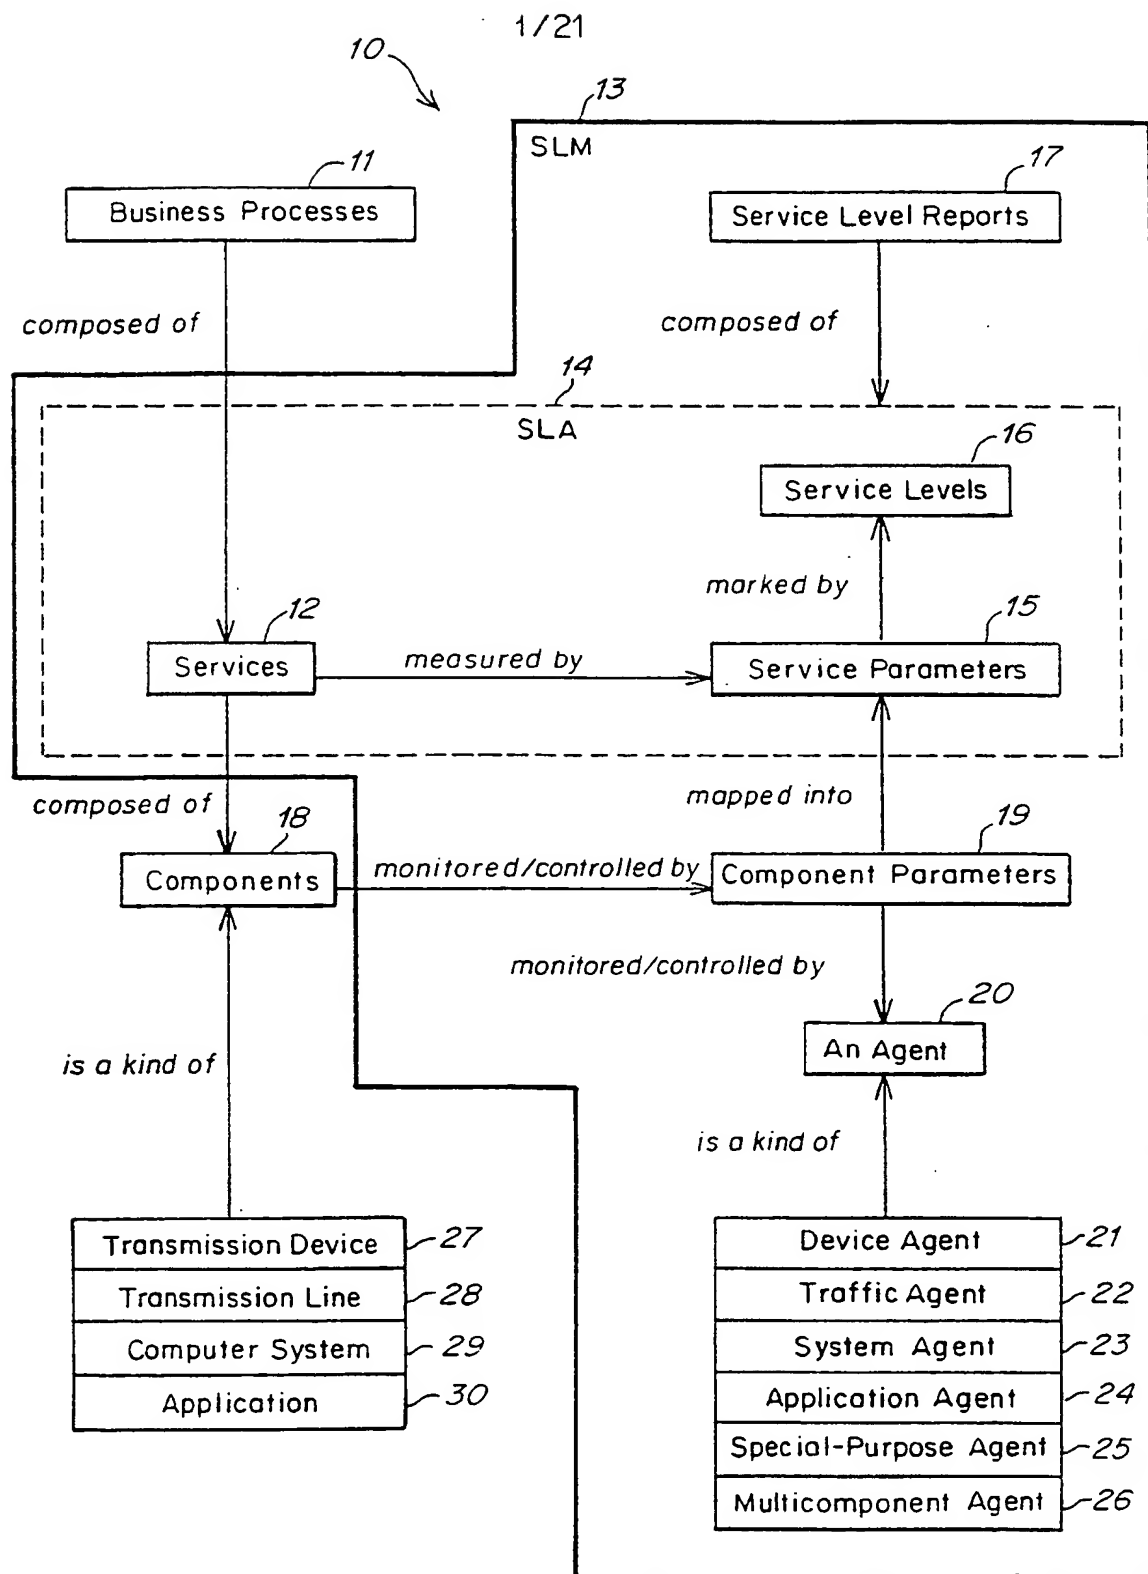 1/21
10
13
SLM
11
Business Processes
17
Service Level Reports
composed of
composed of
14
SLA
16
Service Levels
marked by
12
Services
measured by
15
Service Parameters
composed of
mapped into
18
Components
monitored/controlled by
19
Component Parameters
monitored/controlled by
20
An Agent
is a kind of
is a kind of
Transmission Device 27
Transmission Line 28
Computer System 29
Application 30
Device Agent 21
Traffic Agent 22
System Agent 23
Application Agent 24
Special-Purpose Agent 25
Multicomponent Agent 26